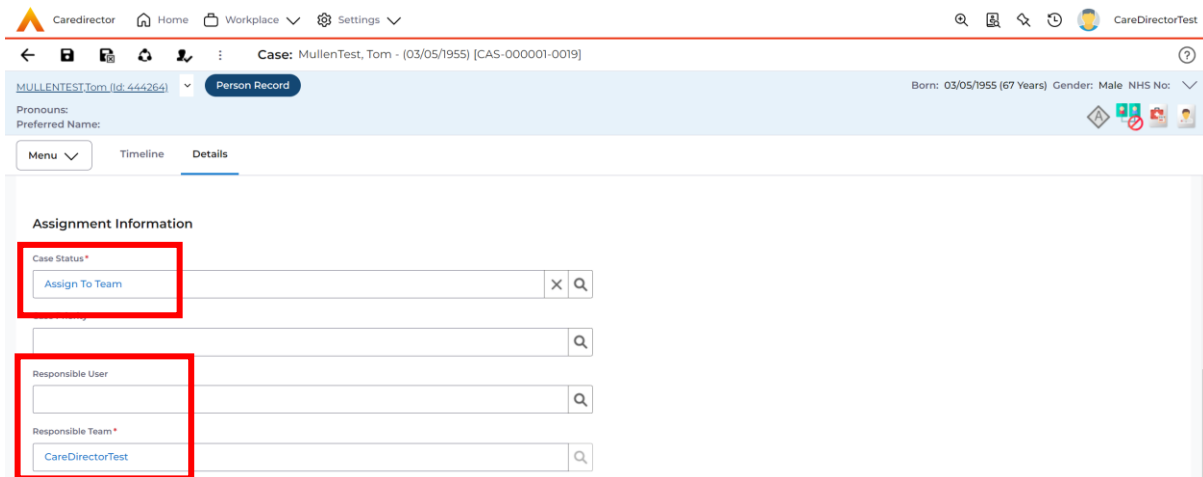 Caredirector Home Workplace Settings CareDirectorTest
Case: MullenTest, Tom - (03/05/1955) [CAS-000001-0019]
MULLENTEST,Tom (Id: 444264) Person Record Born: 03/05/1955 (67 Years) Gender: Male NHS No:
Pronouns:
Preferred Name:
Menu Timeline Details
Assignment Information
Case Status*
Assign To Team
Responsible User
Responsible Team*
CareDirectorTest